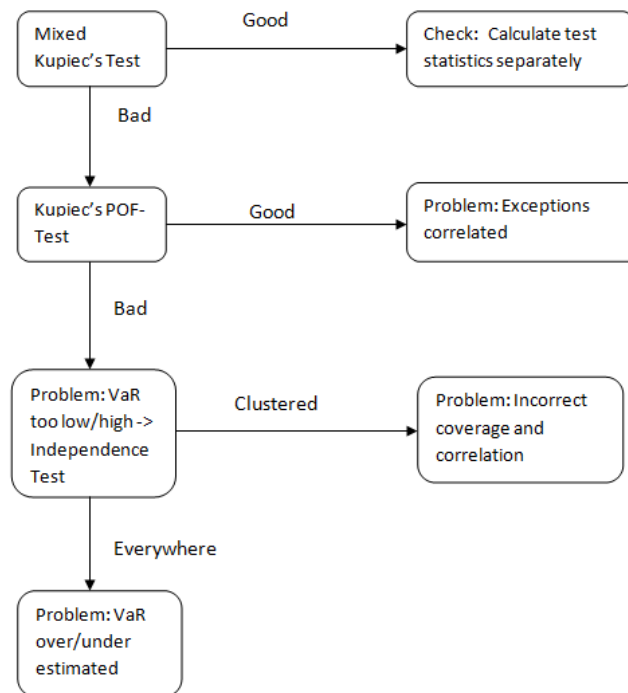 Mixed
Kupiec's Test
Good
Check: Calculate test
statistics separately
Bad
Kupiec's POF-
Test
Good
Problem: Exceptions
correlated
Bad
Problem: VaR
too low/high ->
Independence
Test
Clustered
Problem: Incorrect
coverage and
correlation
Everywhere
Problem: VaR
over/under
estimated